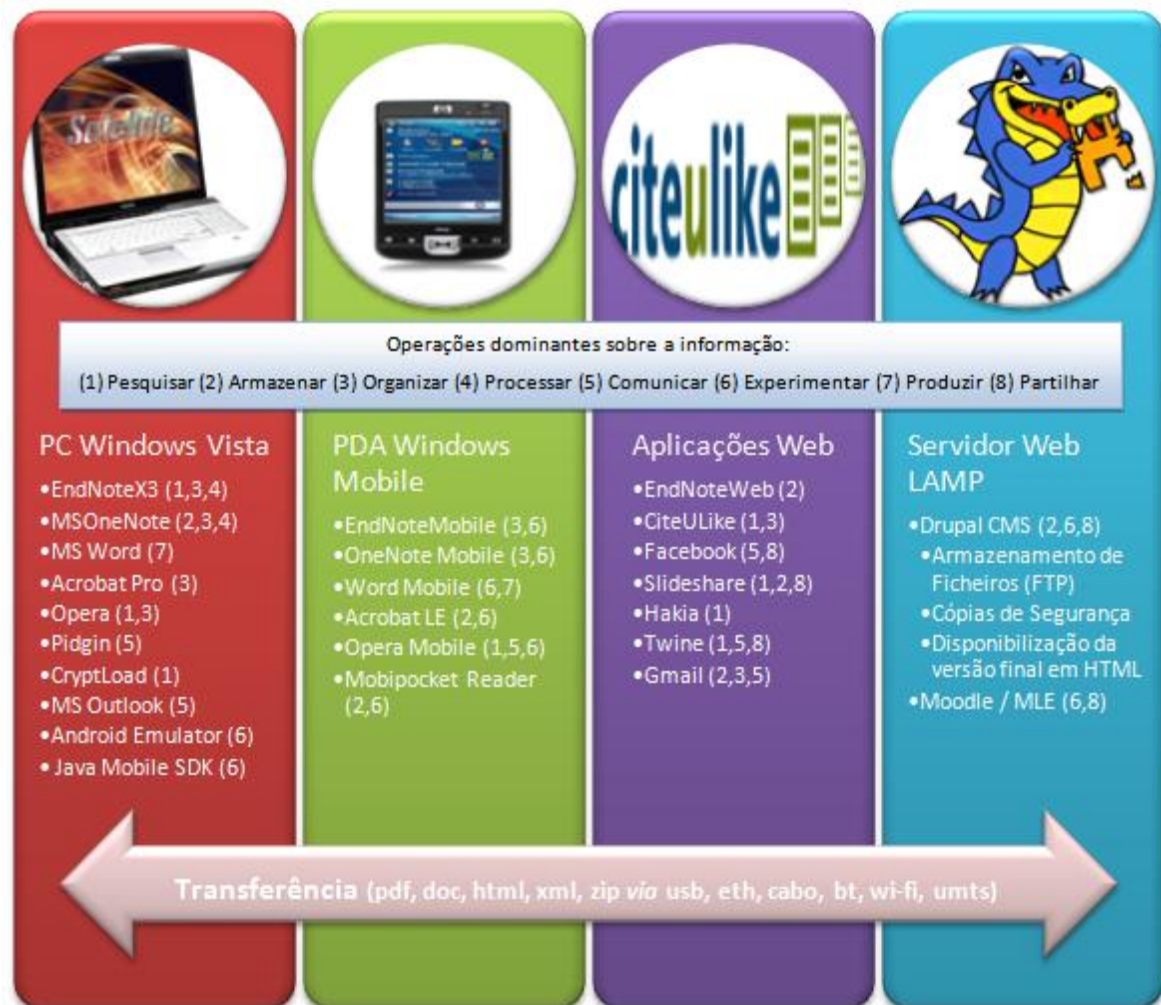 Satellite
citeulike
Operações dominantes sobre a informação:
(1) Pesquisar (2) Armazenar (3) Organizar (4) Processar (5) Comunicar (6) Experimentar (7) Produzir (8) Partilhar
PC Windows Vista
•EndNoteX3 (1,3,4)
•MSOneNote (2,3,4)
•MS Word (7)
•Acrobat Pro (3)
•Opera (1,3)
•Pidgin (5)
•CryptLoad (1)
•MS Outlook (5)
•Android Emulator (6)
• Java Mobile SDK (6)
PDA Windows
Mobile
•EndNoteMobile (3,6)
•OneNote Mobile (3,6)
•Word Mobile (6,7)
•Acrobat LE (2,6)
•Opera Mobile (1,5,6)
•Mobipocket Reader
(2,6)
Aplicações Web
•EndNoteWeb (2)
•CiteULike (1,3)
•Facebook (5,8)
•Slideshare (1,2,8)
•Hakia (1)
•Twine (1,5,8)
•Gmail (2,3,5)
Servidor Web
LAMP
•Drupal CMS (2,6,8)
•Armazenamento de
Ficheiros (FTP)
•Cópias de Segurança
•Disponibilização da
versão final em HTML
•Moodle / MLE (6,8)
Transferência (pdf, doc, html, xml, zip via usb, eth, cabo, bt, wi-fi, umts)